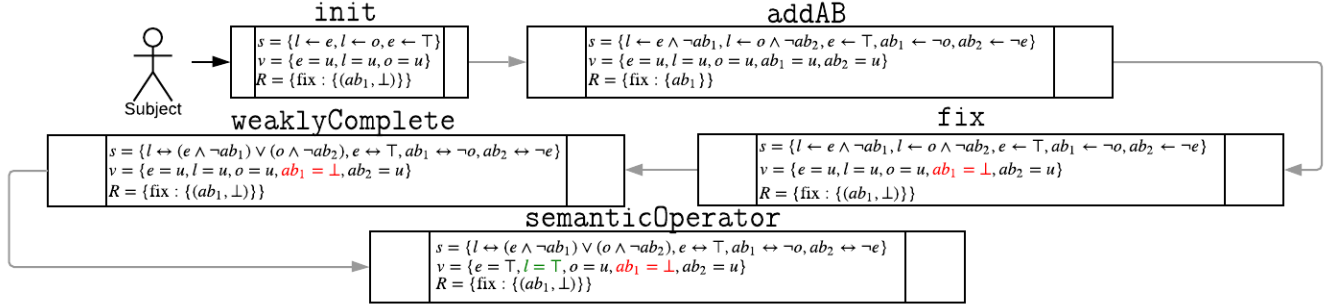 init
s = {l ← e, l ← o, e ← ⊤}
v = {e = u, l = u, o = u}
R = {fix : {(ab₁, ⊥)}}
Subject
addAB
s = {l ← e ∧ ¬ab₁, l ← o ∧ ¬ab₂, e ← ⊤, ab₁ ← ¬o, ab₂ ← ¬e}
v = {e = u, l = u, o = u, ab₁ = u, ab₂ = u}
R = {fix : {ab₁}}
fix
s = {l ← e ∧ ¬ab₁, l ← o ∧ ¬ab₂, e ← ⊤, ab₁ ← ¬o, ab₂ ← ¬e}
v = {e = u, l = u, o = u, ab₁ = ⊥, ab₂ = u}
R = {fix : {(ab₁, ⊥)}}
weaklyComplete
s = {l ↔ (e ∧ ¬ab₁) ∨ (o ∧ ¬ab₂), e ↔ ⊤, ab₁ ↔ ¬o, ab₂ ↔ ¬e}
v = {e = u, l = u, o = u, ab₁ = ⊥, ab₂ = u}
R = {fix : {(ab₁, ⊥)}}
semanticOperator
s = {l ↔ (e ∧ ¬ab₁) ∨ (o ∧ ¬ab₂), e ↔ ⊤, ab₁ ↔ ¬o, ab₂ ↔ ¬e}
v = {e = ⊤, l = ⊤, o = u, ab₁ = ⊥, ab₂ = u}
R = {fix : {(ab₁, ⊥)}}